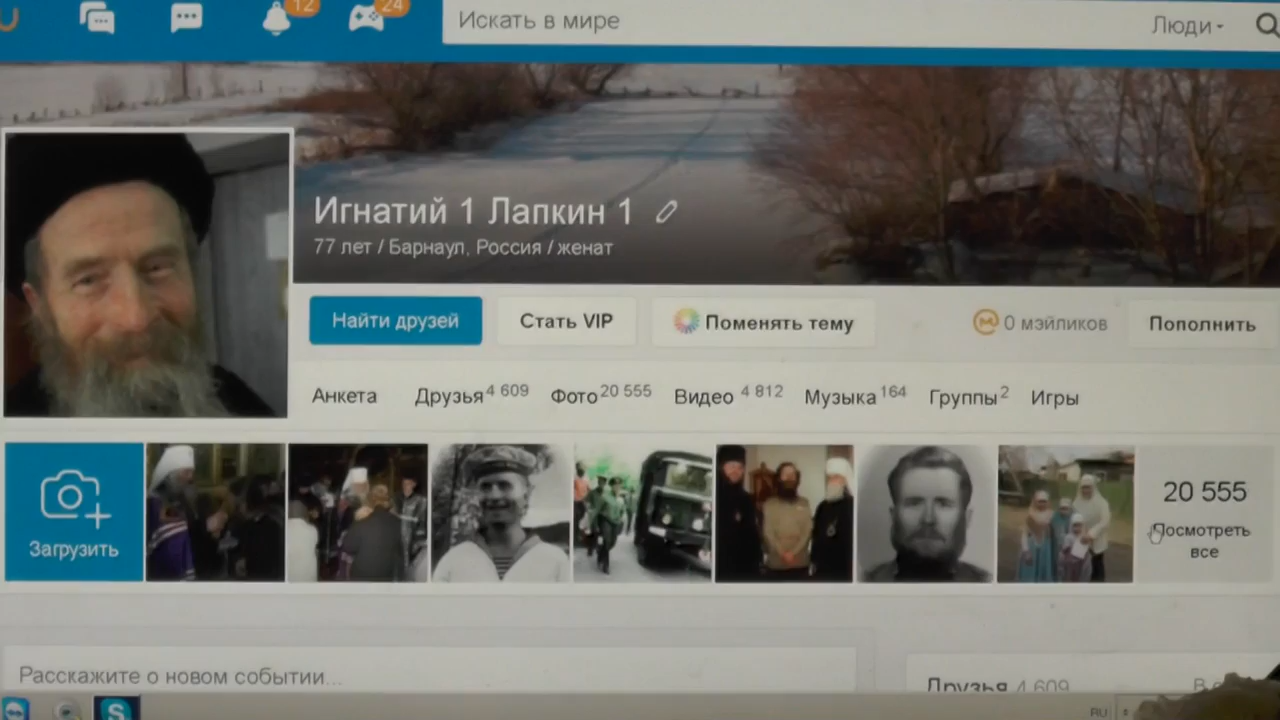 12
24
Искать в мире
Люди
Игнатий 1 Лапкин 1
77 лет / Барнаул, Россия / женат
Найти друзей
Стать VIP
Поменять тему
0 мэйликов
Пополнить
Анкета
Друзья 4 609
Фото 20 555
Видео 4 812
Музыка 164
Группы 2
Игры
Загрузить
20 555
Посмотреть
все
Расскажите о новом событии...
Друзья 4 609
RU